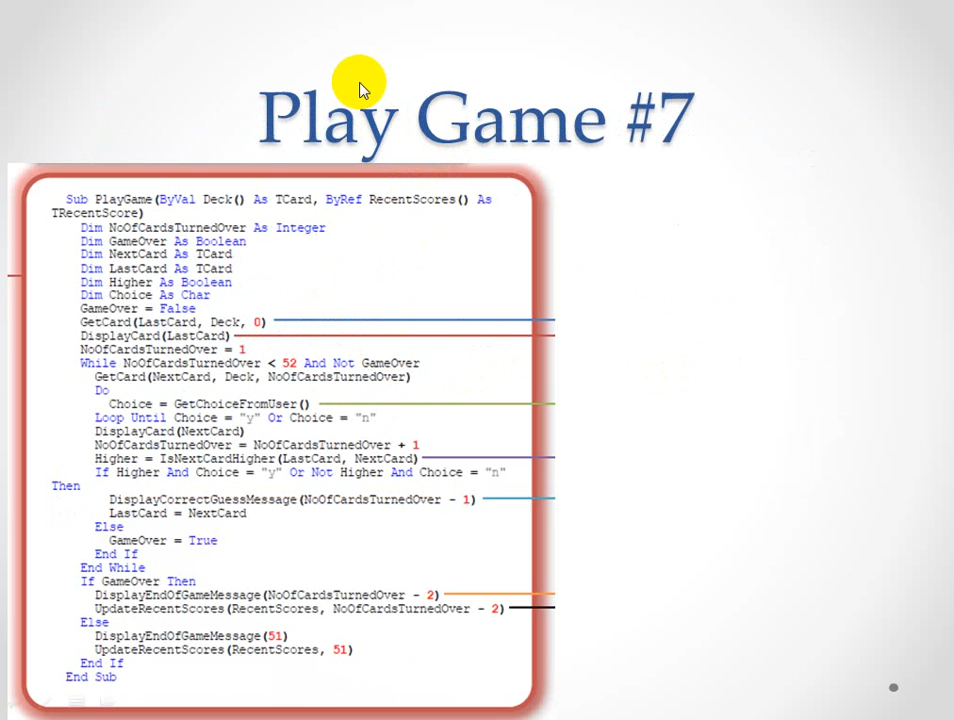 Play Game #7
Sub PlayGame(ByVal Deck() As TCard, ByRef RecentScores() As
TRecentScore)
Dim NoOfCardsTurnedOver As Integer
Dim GameOver As Boolean
Dim NextCard As TCard
Dim LastCard As TCard
Dim Higher As Boolean
Dim Choice As Char
GameOver = False
GetCard(LastCard, Deck, 0)
DisplayCard(LastCard)
NoOfCardsTurnedOver = 1
While NoOfCardsTurnedOver < 52 And Not GameOver
GetCard(NextCard, Deck, NoOfCardsTurnedOver)
Do
Choice = GetChoiceFromUser()
Loop Until Choice = "y" Or Choice = "n"
DisplayCard(NextCard)
NoOfCardsTurnedOver = NoOfCardsTurnedOver + 1
Higher = IsNextCardHigher(LastCard, NextCard)
If Higher And Choice = "y" Or Not Higher And Choice = "n"
Then
DisplayCorrectGuessMessage(NoOfCardsTurnedOver - 1)
LastCard = NextCard
Else
GameOver = True
End If
End While
If GameOver Then
DisplayEndOfGameMessage(NoOfCardsTurnedOver - 2)
UpdateRecentScores(RecentScores, NoOfCardsTurnedOver - 2)
Else
DisplayEndOfGameMessage(51)
UpdateRecentScores(RecentScores, 51)
End If
End Sub